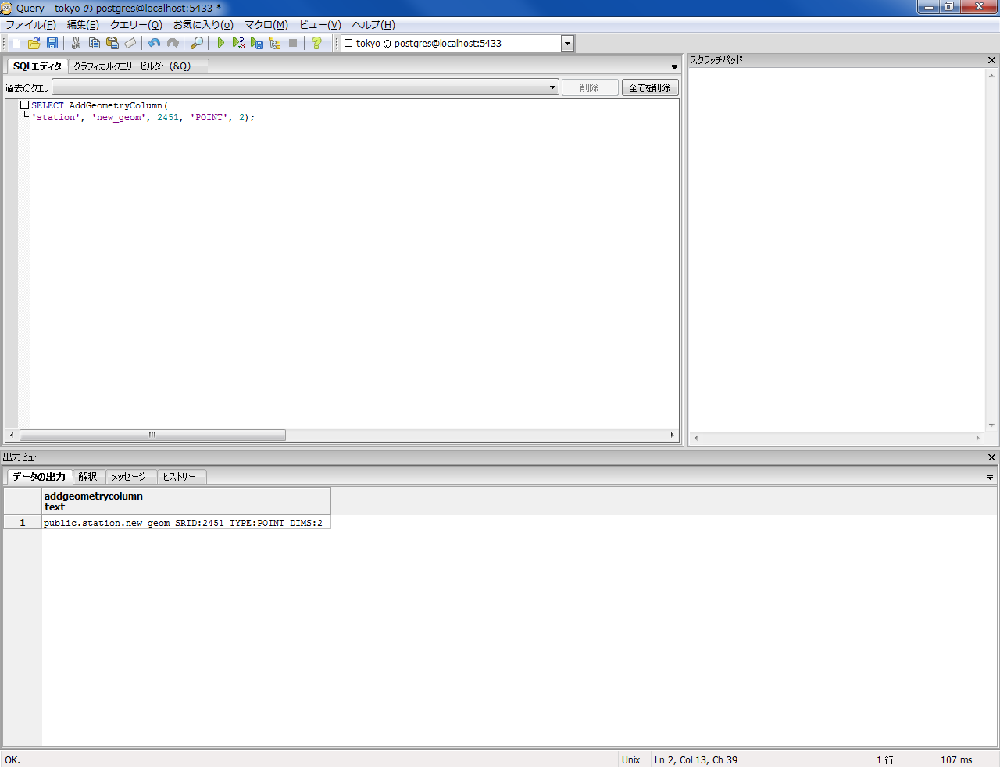 Query - tokyo の postgres@localhost:5433 *
ファイル(F) 編集(E) クエリー(Q) お気に入り(o) マクロ(M) ビュー(V) ヘルプ(H)
tokyo の postgres@localhost:5433
SQLエディタ グラフィカルクエリービルダー(&Q)
過去のクエリ 削除 全てを削除
SELECT AddGeometryColumn(
'station', 'new_geom', 2451, 'POINT', 2);
スクラッチパッド
出力ビュー
データの出力 解釈 メッセージ ヒストリー
addgeometrycolumn
text
1 public.station.new_geom SRID:2451 TYPE:POINT DIMS:2
OK. Unix Ln 2, Col 13, Ch 39 1 行 107 ms